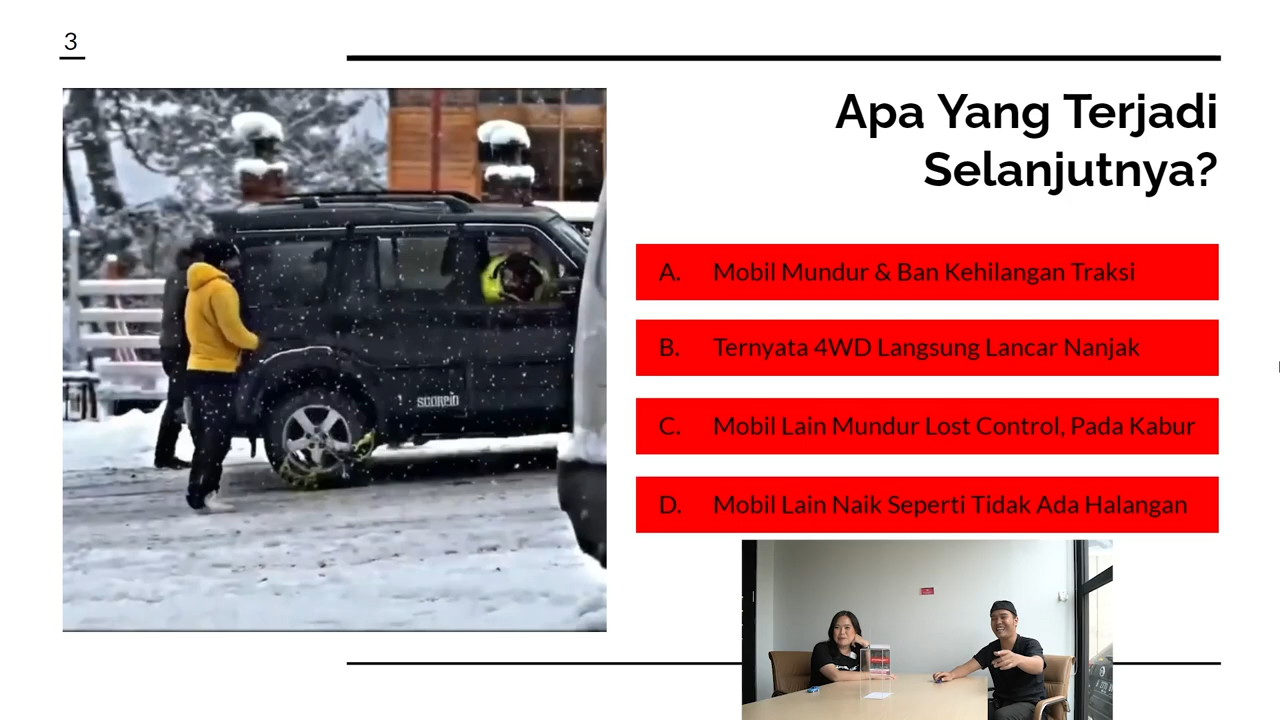 3
Apa Yang Terjadi
Selanjutnya?
A. Mobil Mundur & Ban Kehilangan Traksi
B. Ternyata 4WD Langsung Lancar Nanjak
C. Mobil Lain Mundur Lost Control, Pada Kabur
D. Mobil Lain Naik Seperti Tidak Ada Halangan
SCORPIO